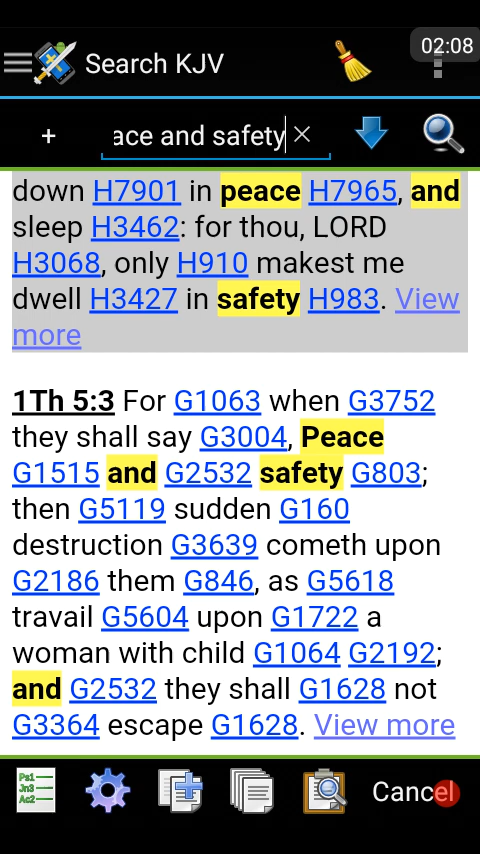 02:08
Search KJV
+ ace and safety ×
down H7901 in peace H7965, and
sleep H3462: for thou, LORD
H3068, only H910 makest me
dwell H3427 in safety H983. View
more
1Th 5:3 For G1063 when G3752
they shall say G3004, Peace
G1515 and G2532 safety G803;
then G5119 sudden G160
destruction G3639 cometh upon
G2186 them G846, as G5618
travail G5604 upon G1722 a
woman with child G1064 G2192;
and G2532 they shall G1628 not
G3364 escape G1628. View more
Ps1
Jn3
Ac2
Cancel